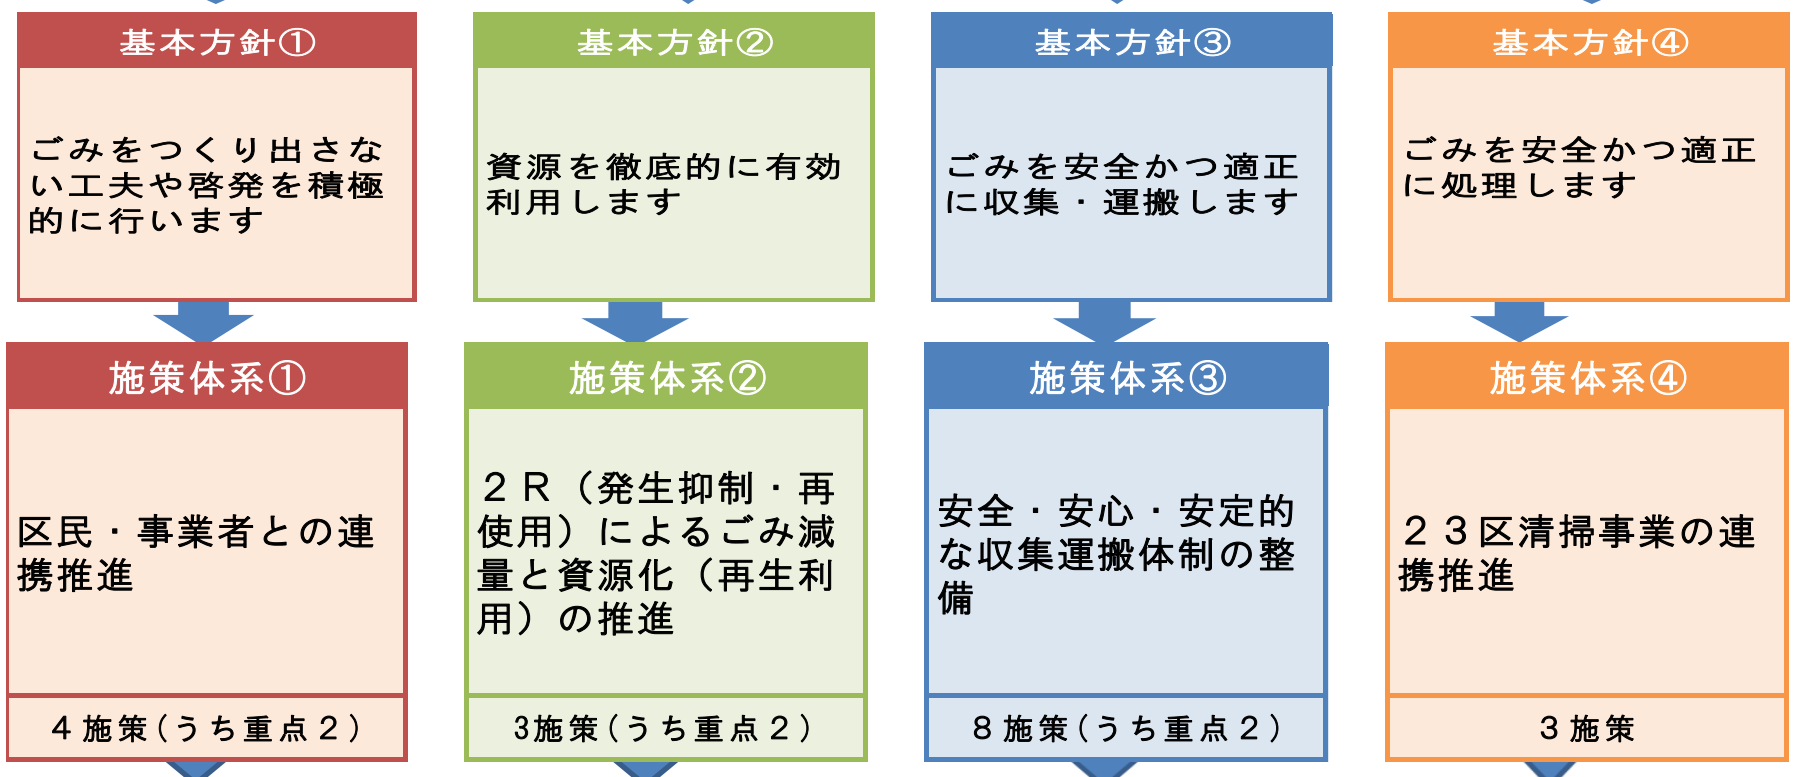 基本方針①
ごみをつくり出さな
い工夫や啓発を積極
的に行います
基本方針②
資源を徹底的に有効
利用します
基本方針③
ごみを安全かつ適正
に収集・運搬します
基本方針④
ごみを安全かつ適正
に処理します
施策体系①
区民・事業者との連
携推進
４施策(うち重点２)
施策体系②
２Ｒ（発生抑制・再
使用）によるごみ減
量と資源化（再生利
用）の推進
3施策(うち重点２)
施策体系③
安全・安心・安定的
な収集運搬体制の整
備
８施策(うち重点２)
施策体系④
２３区清掃事業の連
携推進
３施策